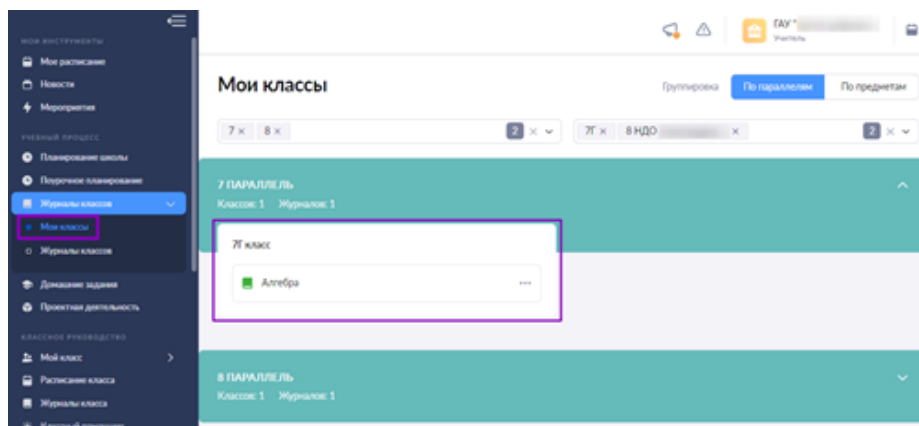 МОИ ИНСТРУМЕНТЫ
Мое расписание
Новости
Мероприятия
УЧЕБНЫЙ ПРОЦЕСС
Планирование школы
Поурочное планирование
Журналы классов
Мои классы
Журналы классов
Домашние задания
Проектная деятельность
КЛАССНОЕ РУКОВОДСТВО
Мой класс
Расписание класса
Журналы класса
ГАУ "
Учитель
Мои классы
Группировка По параллелям По предметам
7 × 8 × 2 × 7Г × 8 НДО × 2 ×
7 ПАРАЛЛЕЛЬ
Классов: 1 Журналов: 1
7Г класс
Алгебра ...
8 ПАРАЛЛЕЛЬ
Классов: 1 Журналов: 1